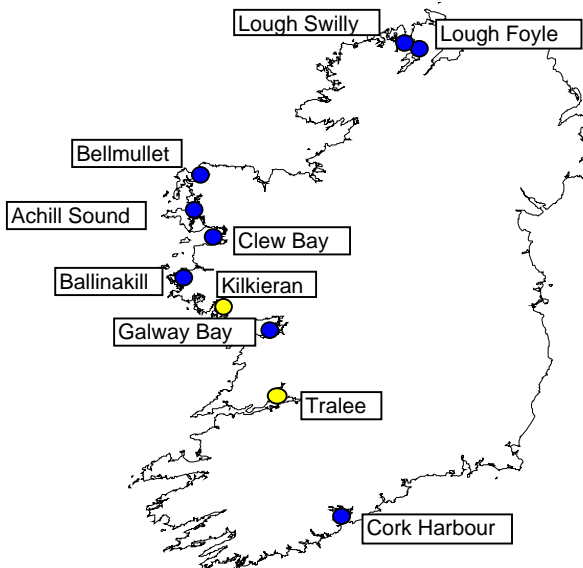 Lough Swilly
Lough Foyle
Bellmullet
Achill Sound
Clew Bay
Ballinakill
Kilkieran
Galway Bay
Tralee
Cork Harbour